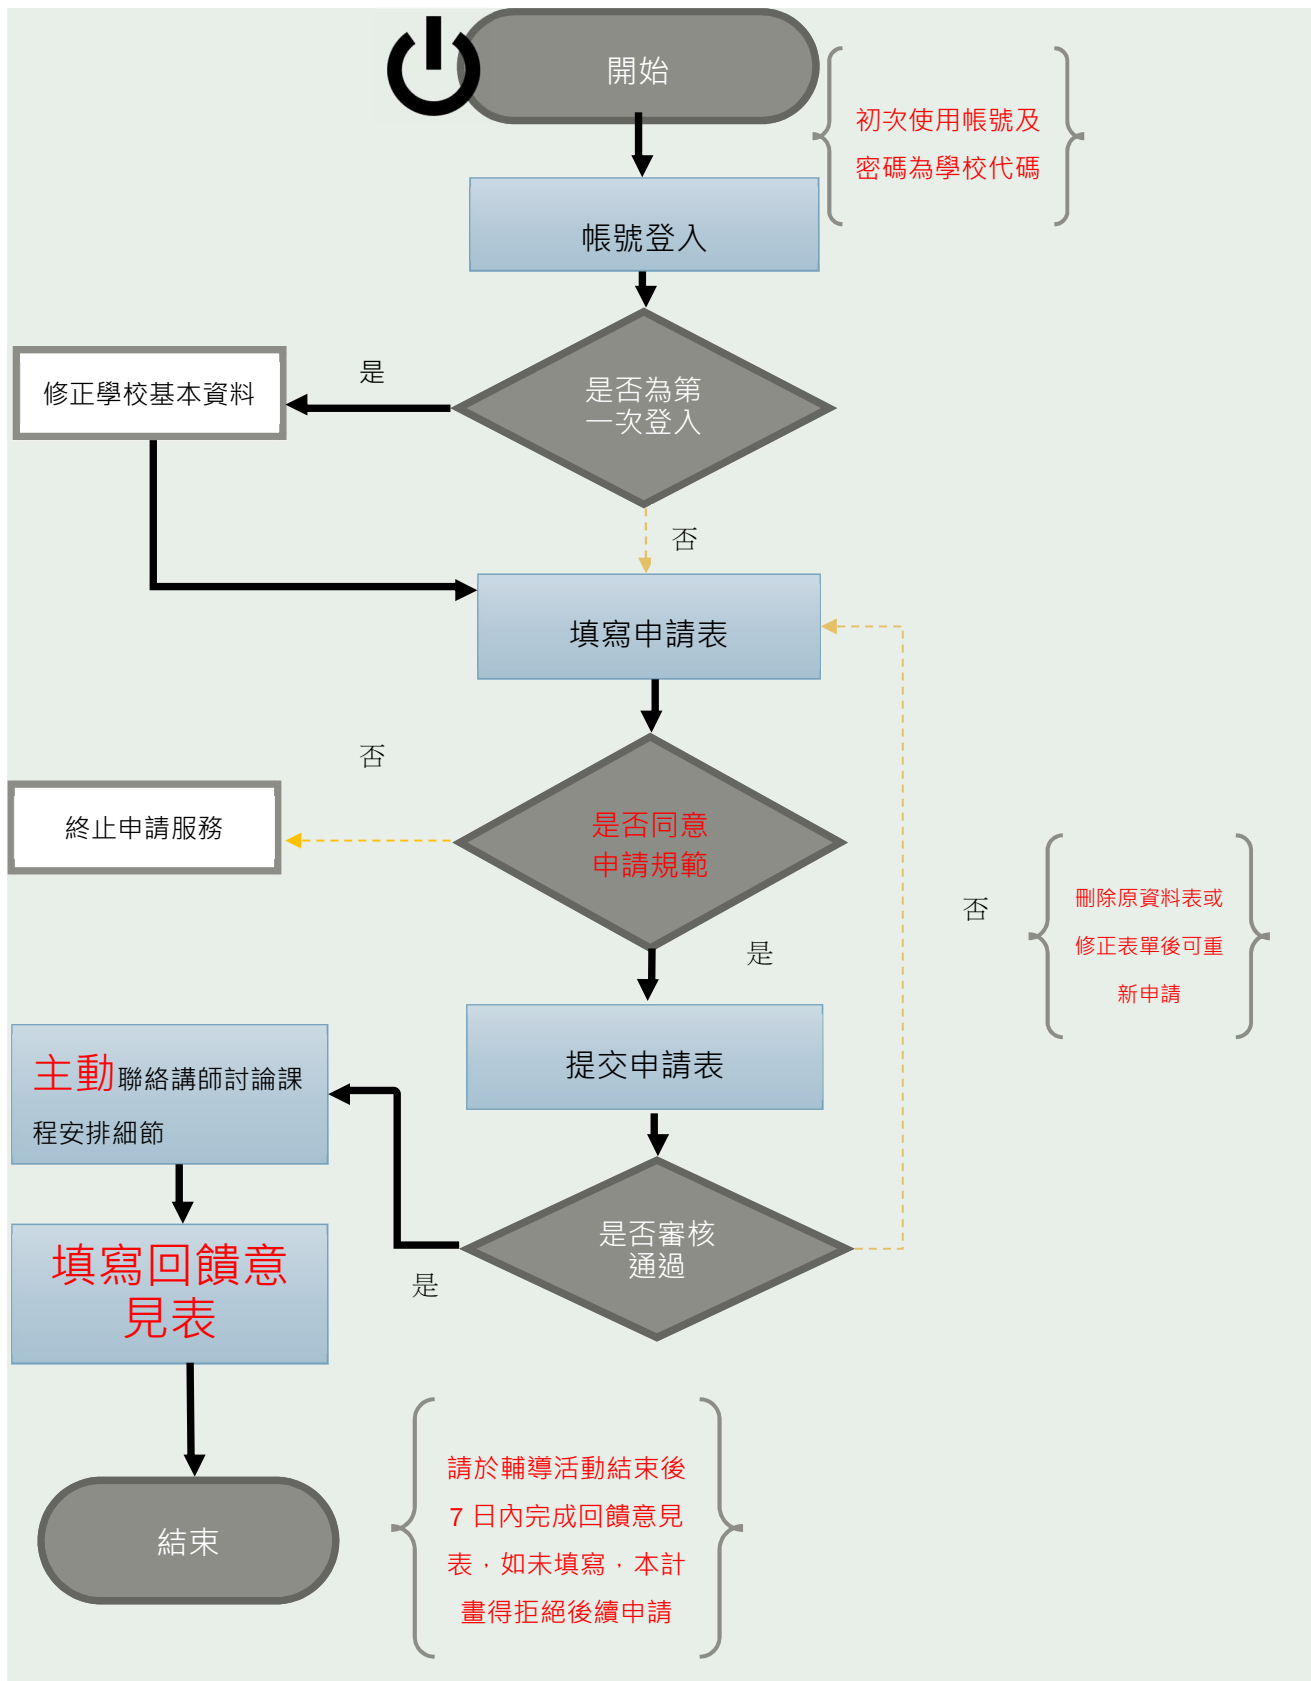 開始
初次使用帳號及
密碼為學校代碼
帳號登入
是否為第
一次登入
是
修正學校基本資料
否
填寫申請表
否
是否同意
申請規範
終止申請服務
是
否
刪除原資料表或
修正表單後可重
新申請
提交申請表
主動聯絡講師討論課
程安排細節
是否審核
通過
是
填寫回饋意
見表
請於輔導活動結束後
7 日內完成回饋意見
表，如未填寫，本計
畫得拒絕後續申請
結束